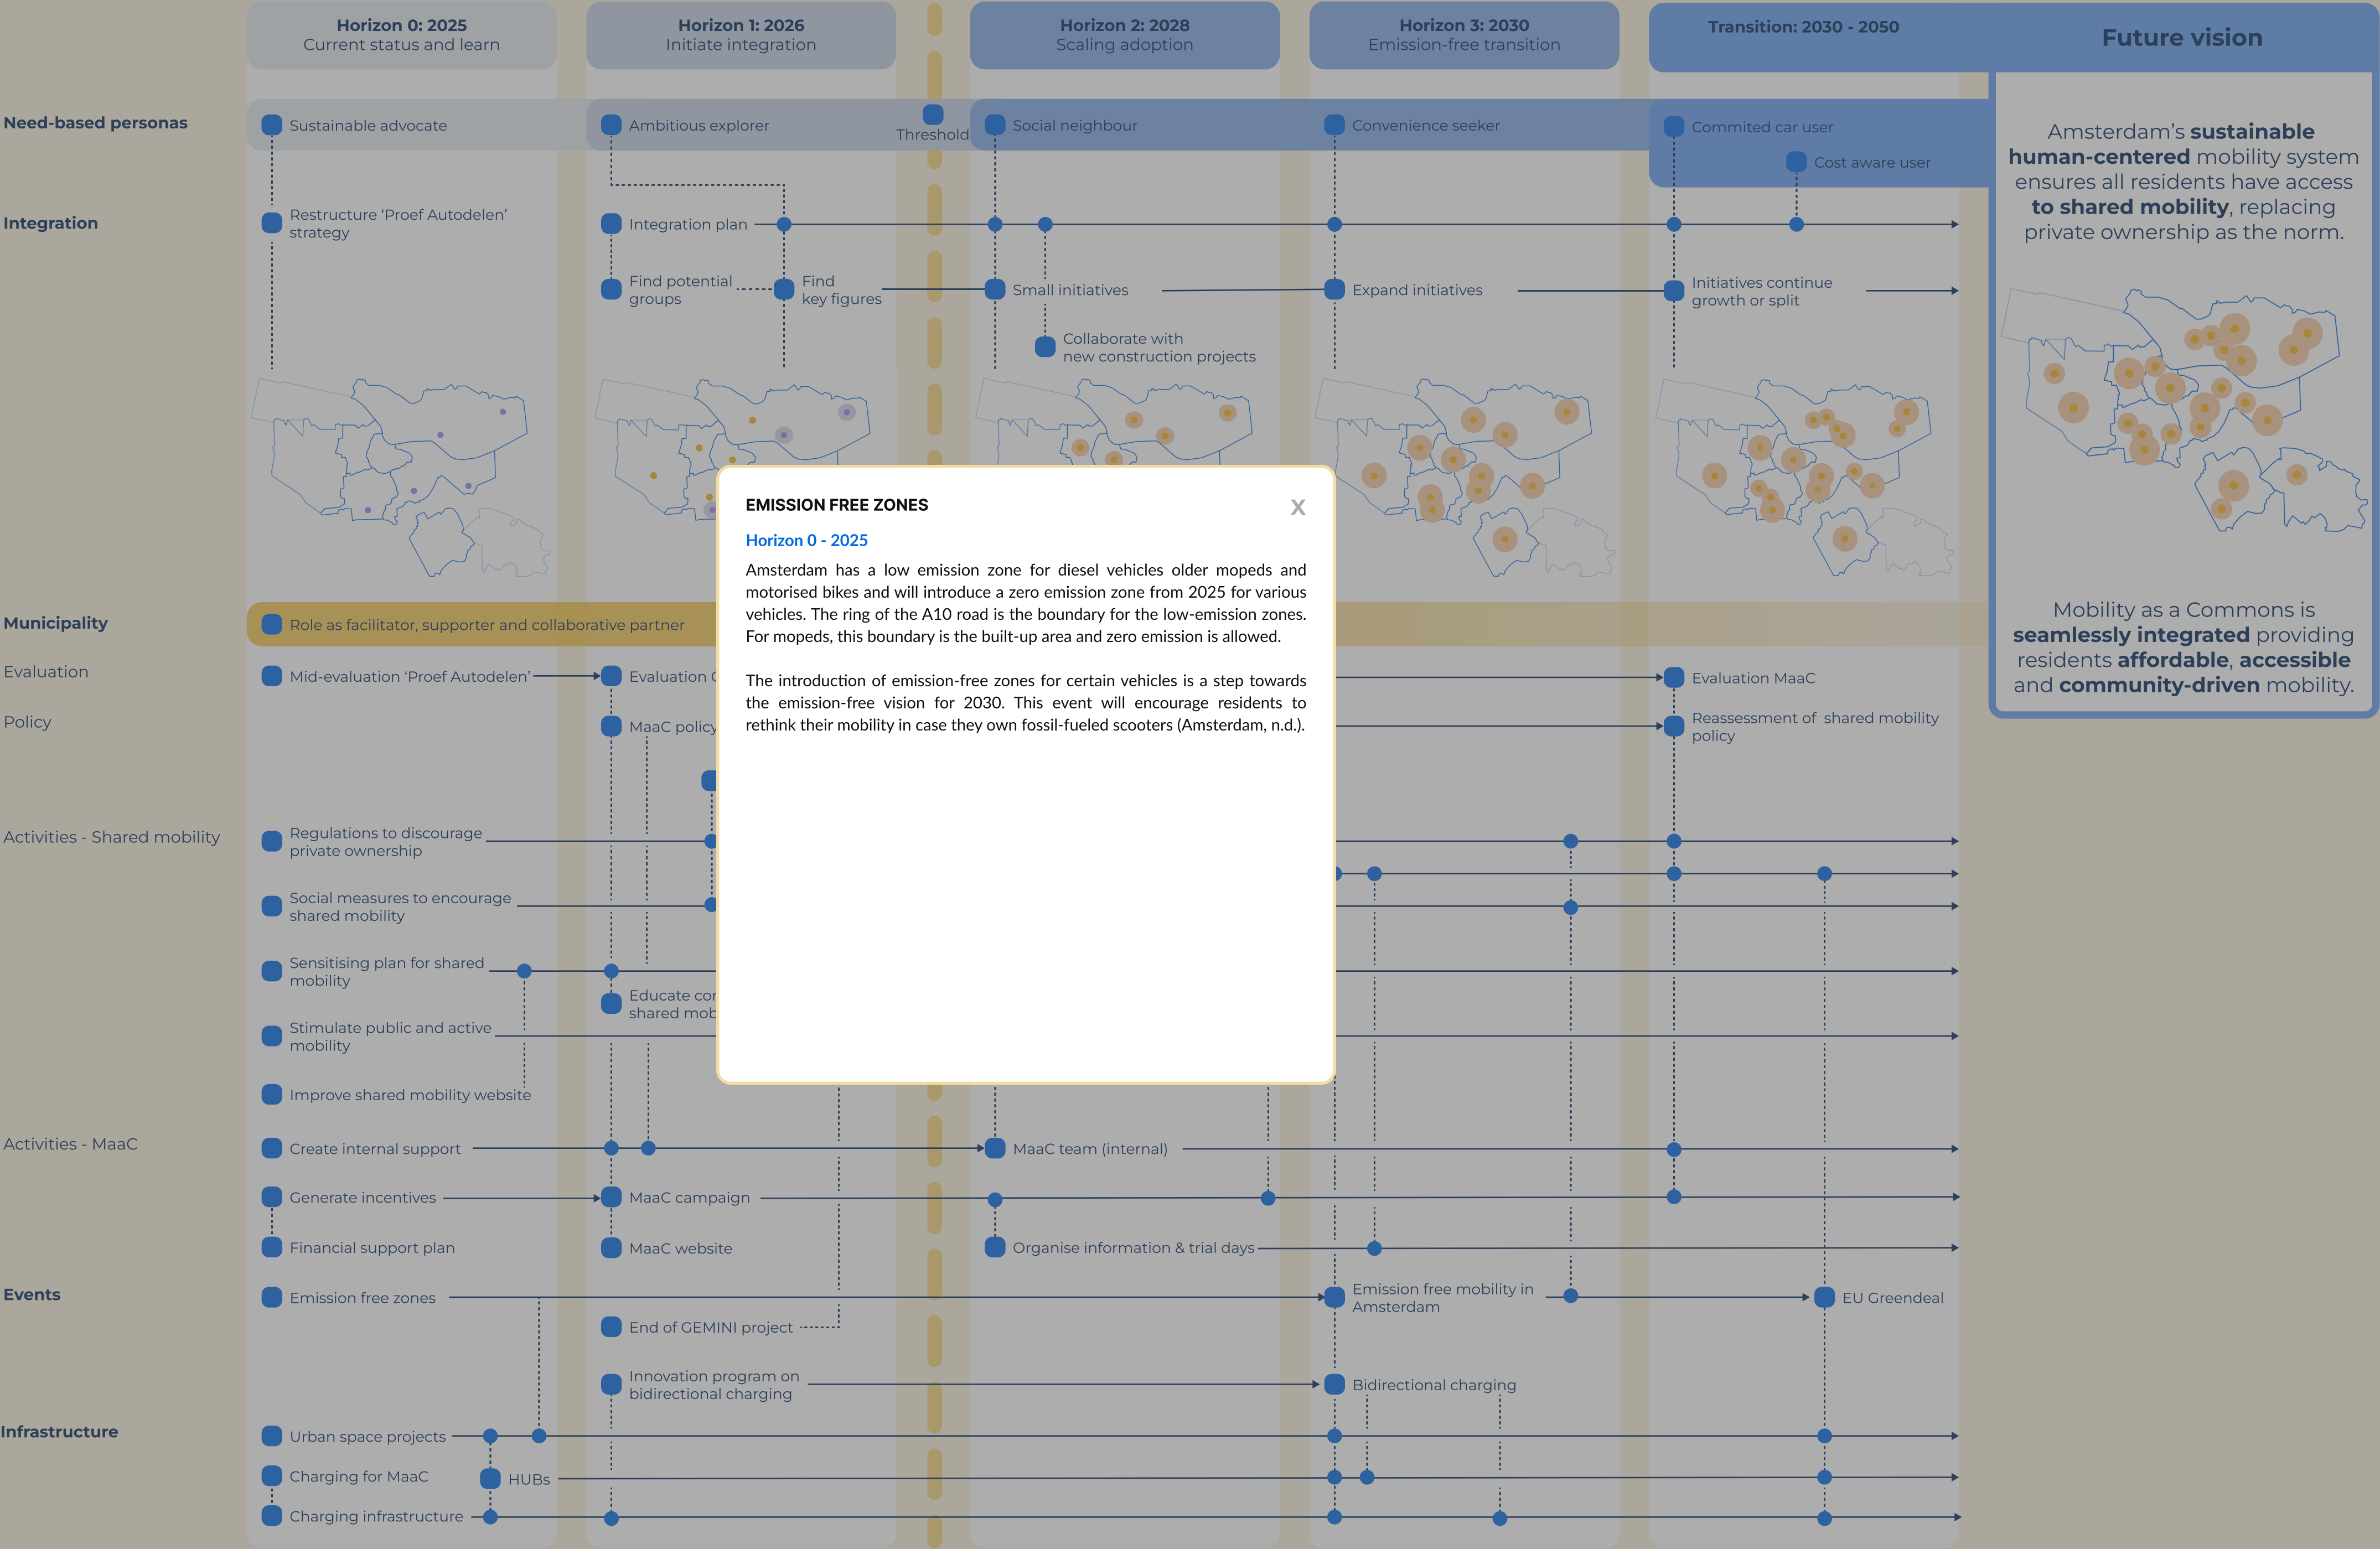 Horizon 0: 2025
Current status and learn
Horizon 1: 2026
Initiate integration
Horizon 2: 2028
Scaling adoption
Horizon 3: 2030
Emission-free transition
Transition: 2030 - 2050
Future vision
Need-based personas
Sustainable advocate
Ambitious explorer
Threshold
Social neighbour
Convenience seeker
Commited car user
Cost aware user
Amsterdam's sustainable
human-centered mobility system
ensures all residents have access
to shared mobility, replacing
private ownership as the norm.
Integration
Restructure ‘Proef Autodelen’
strategy
Integration plan
Find potential
groups
Find
key figures
Small initiatives
Expand initiatives
Initiatives continue
growth or split
Collaborate with
new construction projects
EMISSION FREE ZONES
X
Horizon 0 - 2025
Amsterdam has a low emission zone for diesel vehicles older mopeds and
motorised bikes and will introduce a zero emission zone from 2025 for various
vehicles. The ring of the A10 road is the boundary for the low-emission zones.
For mopeds, this boundary is the built-up area and zero emission is allowed.
The introduction of emission-free zones for certain vehicles is a step towards
the emission-free vision for 2030. This event will encourage residents to
rethink their mobility in case they own fossil-fueled scooters (Amsterdam, n.d.).
Mobility as a Commons is
seamlessly integrated providing
residents affordable, accessible
and community-driven mobility.
Municipality
Role as facilitator, supporter and collaborative partner
Evaluation
Mid-evaluation ‘Proef Autodelen’
Evaluation
Evaluation MaaC
Policy
MaaC policy
Reassessment of shared mobility
policy
Activities - Shared mobility
Regulations to discourage
private ownership
Social measures to encourage
shared mobility
Sensitising plan for shared
mobility
Educate
shared
Stimulate public and active
mobility
Improve shared mobility website
Activities - MaaC
Create internal support
MaaC team (internal)
Generate incentives
MaaC campaign
Financial support plan
MaaC website
Organise information & trial days
Events
Emission free zones
Emission free mobility in
Amsterdam
EU Greendeal
End of GEMINI project
Innovation program on
bidirectional charging
Bidirectional charging
Infrastructure
Urban space projects
Charging for MaaC
HUBs
Charging infrastructure